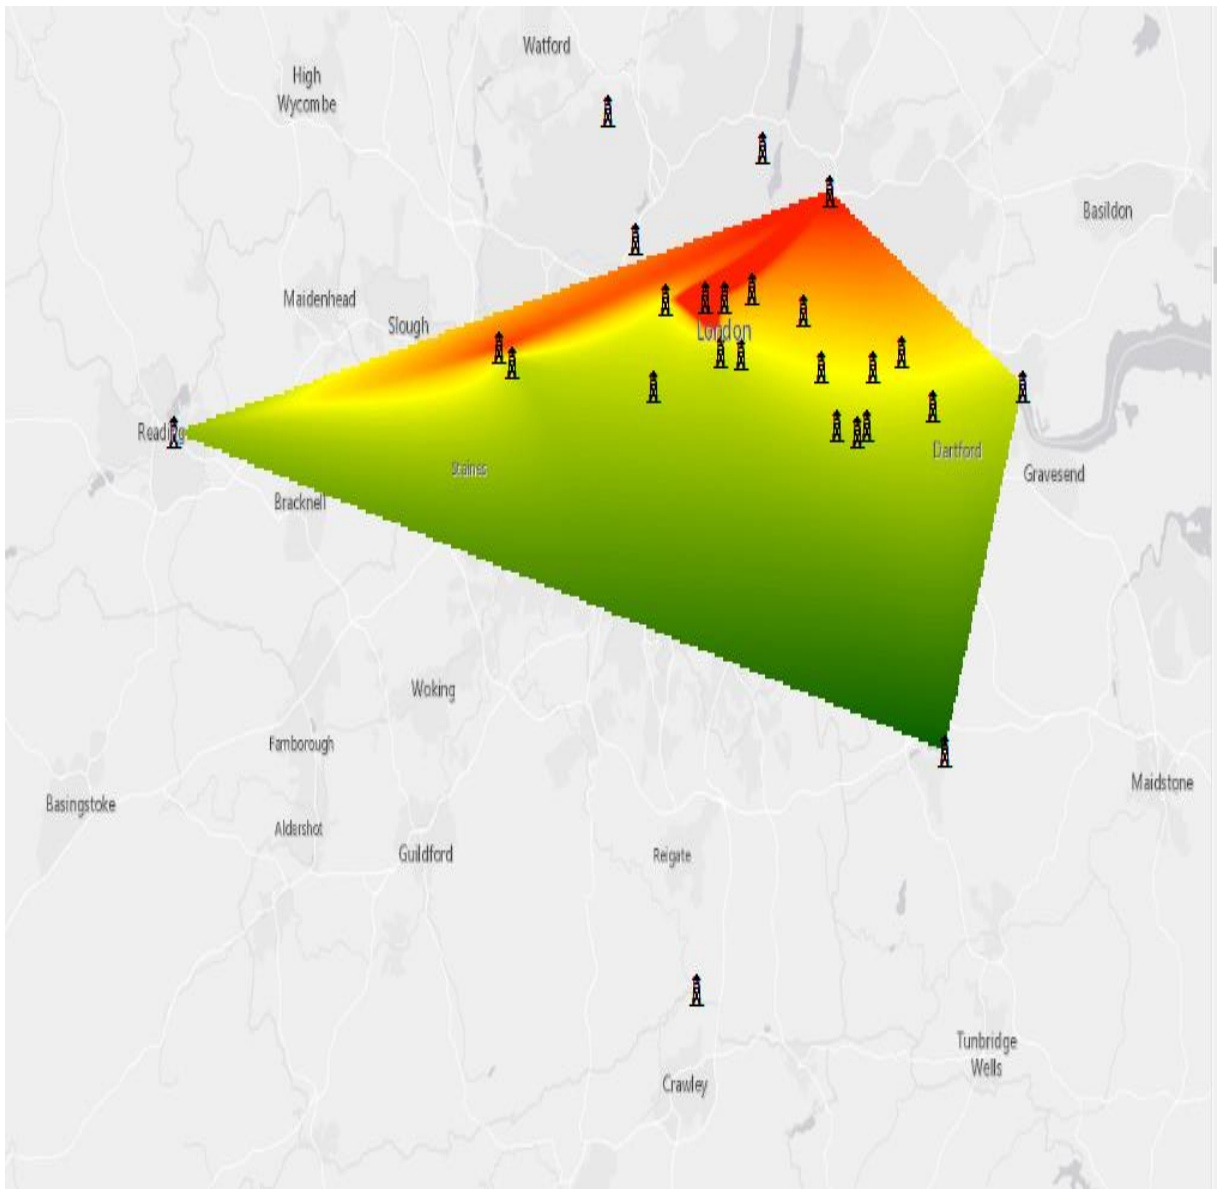 Watford
High
Wycombe
Basildon
Maidenhead
Slough
London
Reading
Staines
Dartford
Gravesend
Bracknell
Woking
Farnborough
Maidstone
Basingstoke
Aldershot
Guildford
Reigate
Tunbridge
Wells
Crawley